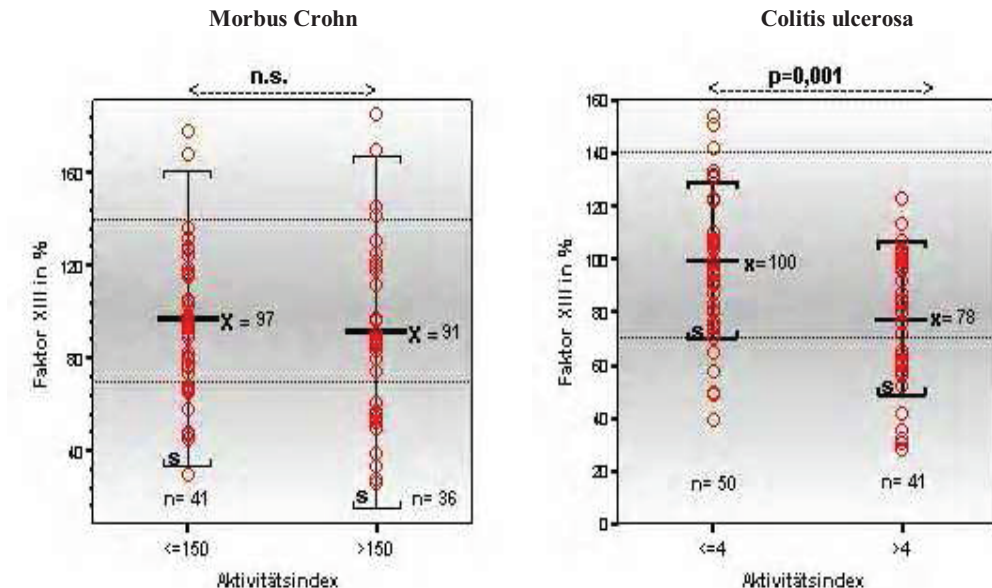 Morbus Crohn
n.s.
Faktor XIII in %
160
120
80
40
X = 97
X = 91
s
s
n= 41
n= 36
<=150
>150
Aktivitätsindex
Colitis ulcerosa
p=0,001
Faktor XIII in %
160
140
120
100
80
60
40
20
0
x=100
x=78
s
s
n= 50
n= 41
<=4
>4
Aktivitätsindex